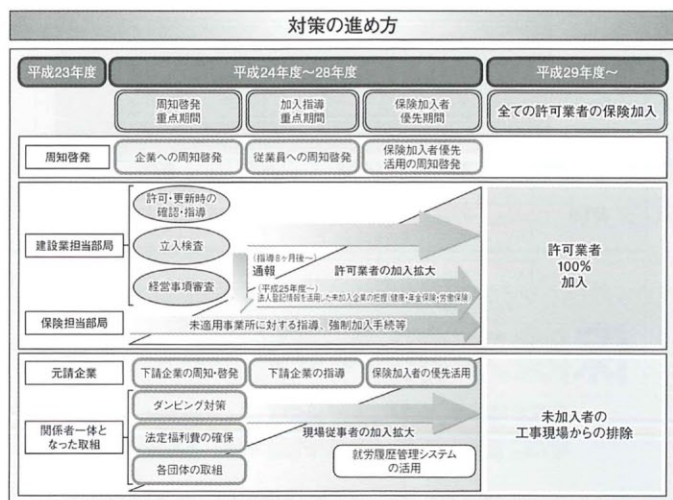 対策の進め方
平成23年度
平成24年度～28年度
平成29年度～
周知啓発
重点期間
加入指導
重点期間
保険加入者
優先期間
全ての許可業者の保険加入
周知啓発
企業への周知啓発
従業員への周知啓発
保険加入者優先
活用の周知啓発
建設業担当部局
許可・更新時の
確認・指導
立入検査
経営事項審査
(指導8ヶ月後～)
通報
許可業者の加入拡大
(平成25年度～)
法人登記情報を活用した未加入企業の把握(健康・年金保険・労働保険)
許可業者
100%
加入
保険担当部局
未適用事業所に対する指導、強制加入手続等
元請企業
下請企業の周知・啓発
下請企業の指導
保険加入者の優先活用
関係者一体と
なった取組
ダンピング対策
法定福利費の確保
各団体の取組
現場従事者の加入拡大
就労履歴管理システム
の活用
未加入者の
工事現場からの排除